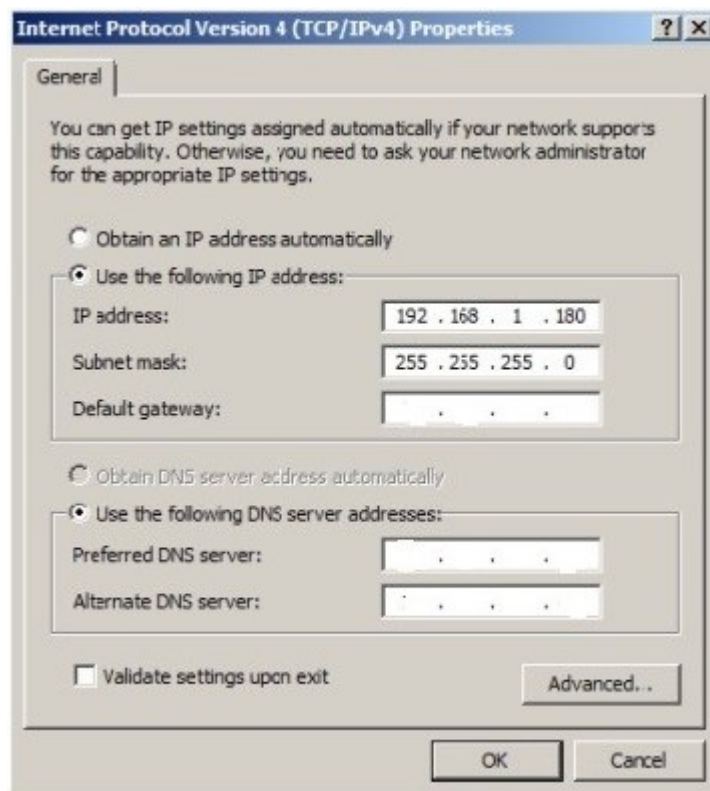 Internet Protocol Version 4 (TCP/IPv4) Properties
General
You can get IP settings assigned automatically if your network supports
this capability. Otherwise, you need to ask your network administrator
for the appropriate IP settings.
Obtain an IP address automatically
Use the following IP address:
IP address: 192 . 168 . 1 . 180
Subnet mask: 255 . 255 . 255 . 0
Default gateway: . . .
Obtain DNS server address automatically
Use the following DNS server addresses:
Preferred DNS server: . . .
Alternate DNS server: . . .
Validate settings upon exit
Advanced...
OK Cancel